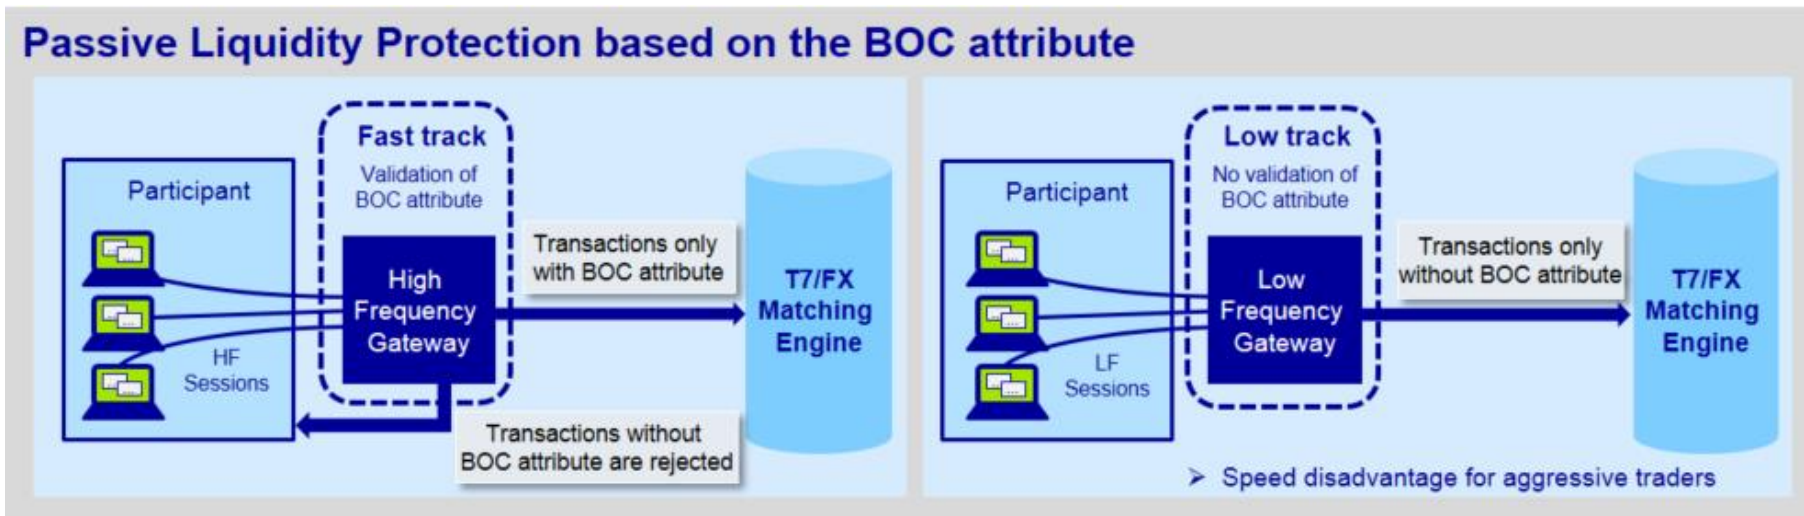 Passive Liquidity Protection based on the BOC attribute
Fast track
Validation of
BOC attribute
Participant
HF
Sessions
High
Frequency
Gateway
Transactions only
with BOC attribute
Transactions without
BOC attribute are rejected
T7/FX
Matching
Engine
Low track
No validation of
BOC attribute
Participant
LF
Sessions
Low
Frequency
Gateway
Transactions only
without BOC attribute
T7/FX
Matching
Engine
➢ Speed disadvantage for aggressive traders